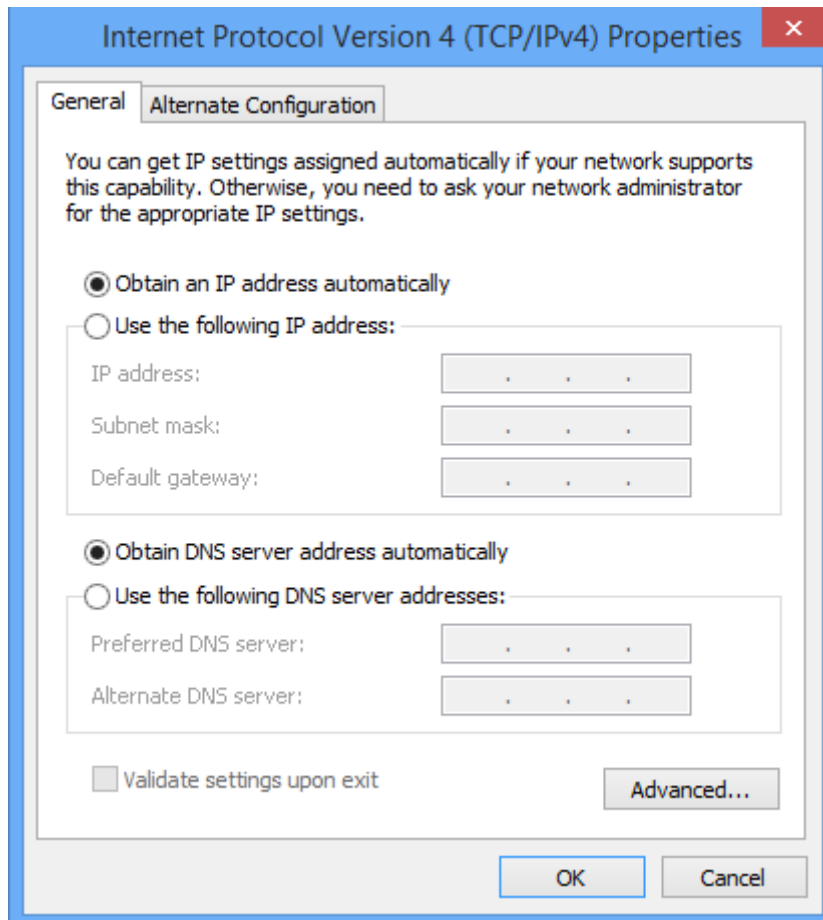 Internet Protocol Version 4 (TCP/IPv4) Properties
General
Alternate Configuration
You can get IP settings assigned automatically if your network supports
this capability. Otherwise, you need to ask your network administrator
for the appropriate IP settings.
Obtain an IP address automatically
Use the following IP address:
IP address:
Subnet mask:
Default gateway:
Obtain DNS server address automatically
Use the following DNS server addresses:
Preferred DNS server:
Alternate DNS server:
Validate settings upon exit
Advanced...
OK
Cancel